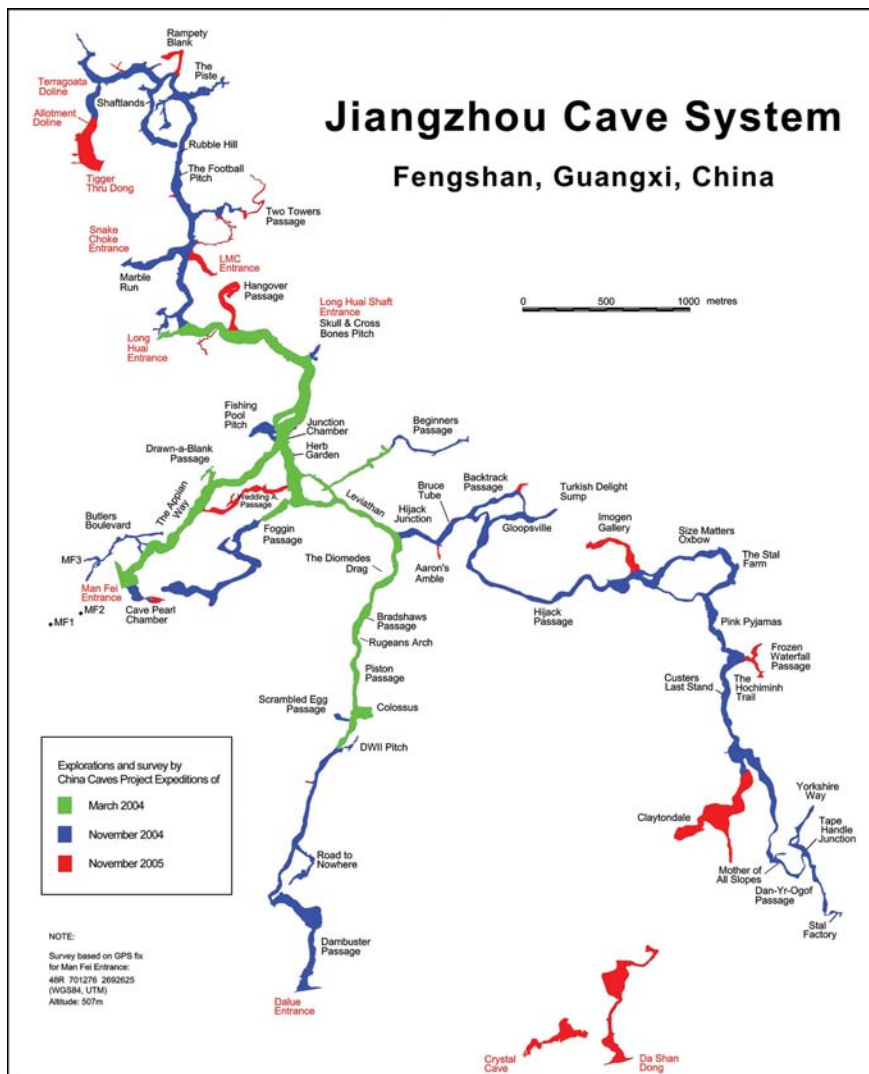 Jiangzhou Cave System
Fengshan, Guangxi, China
0 500 1000 metres
Rampety
Blank
The
Piste
Terragoata
Doline
Shaftlands
Allotment
Doline
Rubble Hill
Tigger
Thru Dong
The Football
Pitch
Two Towers
Passage
Snake
Choke
Entrance
LMC
Entrance
Marble
Run
Hangover
Passage
Long Huai Shaft
Entrance
Skull & Cross
Bones Pitch
Long
Huai
Entrance
Fishing
Pool
Pitch
Junction
Chamber
Herb
Garden
Beginners
Passage
Drawn-a-Blank
Passage
The Appian
Way
Wedding A.
Passage
Leviathan
Bruce
Tube
Backtrack
Passage
Turkish Delight
Sump
Hijack
Junction
Gloopsville
Imogen
Gallery
Size Matters
Oxbow
The Stal
Farm
Butlers
Boulevard
Foggin
Passage
MF3
Man Fei
Entrance
MF2
MF1
Cave Pearl
Chamber
The Diomedes
Drag
Aaron's
Amble
Hijack
Passage
Bradshaws
Passage
Rugeans Arch
Pink Pyjamas
Frozen
Waterfall
Passage
Piston
Passage
Custers
Last Stand
The
Hochiminh
Trail
Scrambled Egg
Passage
Colossus
DWII Pitch
Yorkshire
Way
Claytondale
Tape
Handle
Junction
Mother of
All Slopes
Dan-Yr-Ogof
Passage
Stal
Factory
Road to
Nowhere
Dambuster
Passage
Dalue
Entrance
Crystal
Cave
Da Shan
Dong
Explorations and survey by
China Caves Project Expeditions of
March 2004
November 2004
November 2005
NOTE:
Survey based on GPS fix
for Man Fei Entrance:
48R 701276 2692625
(WGS84, UTM)
Altitude: 507m